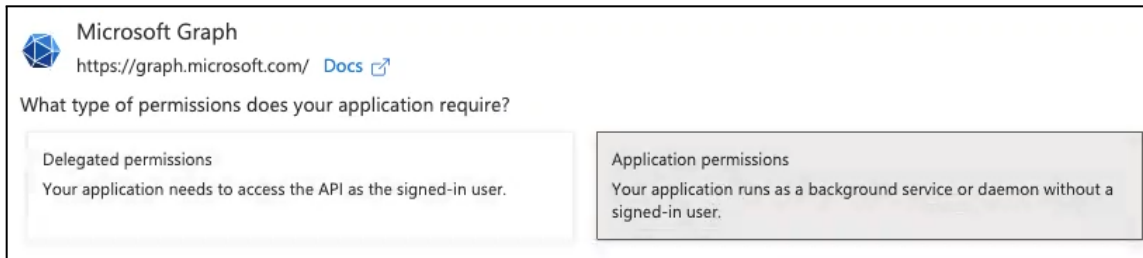 Microsoft Graph
https://graph.microsoft.com/ Docs
What type of permissions does your application require?
Delegated permissions
Your application needs to access the API as the signed-in user.
Application permissions
Your application runs as a background service or daemon without a
signed-in user.